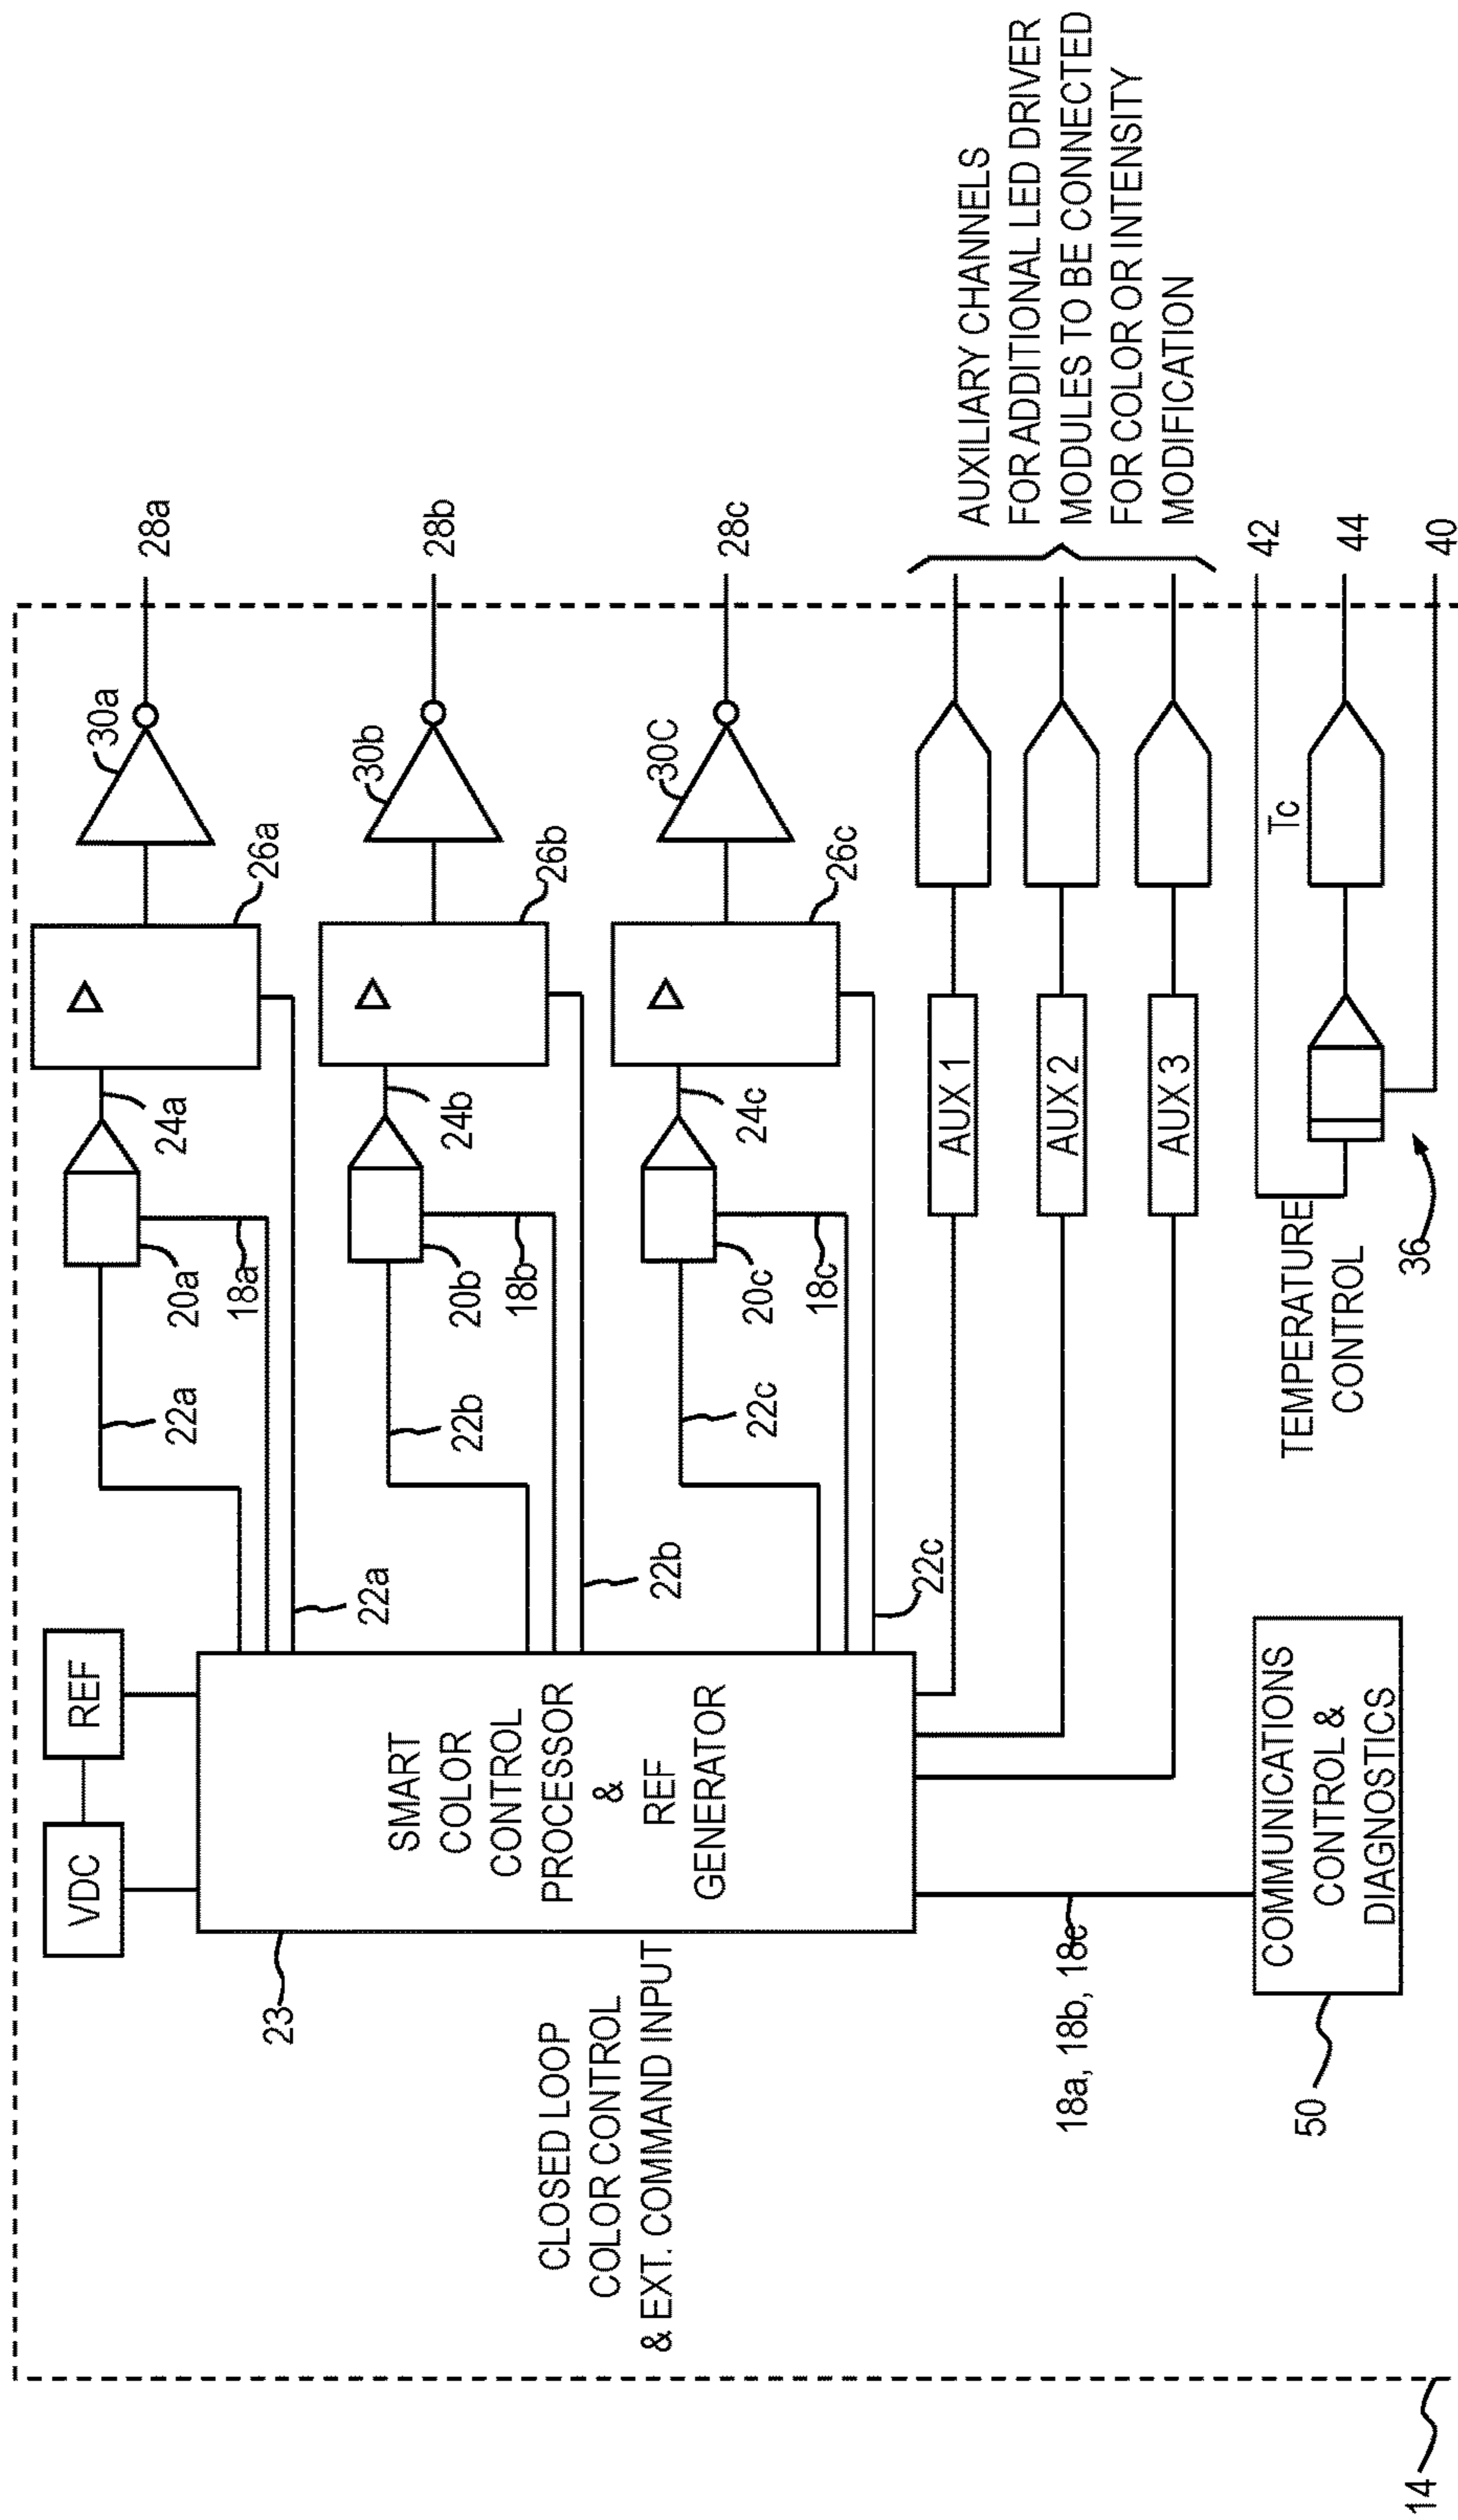 VDC
REF
23
SMART
COLOR
CONTROL
PROCESSOR
&
REF
GENERATOR
CLOSED LOOP
COLOR CONTROL
& EXT. COMMAND INPUT
22a
18a
20a
24a
22a
26a
30a
28a
22b
18b
20b
24b
22b
26b
30b
28b
22c
18c
20c
24c
22c
26c
30C
28c
AUX 1
AUX 2
AUX 3
AUXILIARY CHANNELS
FOR ADDITIONAL LED DRIVER
MODULES TO BE CONNECTED
FOR COLOR OR INTENSITY
MODIFICATION
18a, 18b, 18c
50
COMMUNICATIONS
CONTROL &
DIAGNOSTICS
TEMPERATURE
CONTROL
36
Tc
42
44
40
14